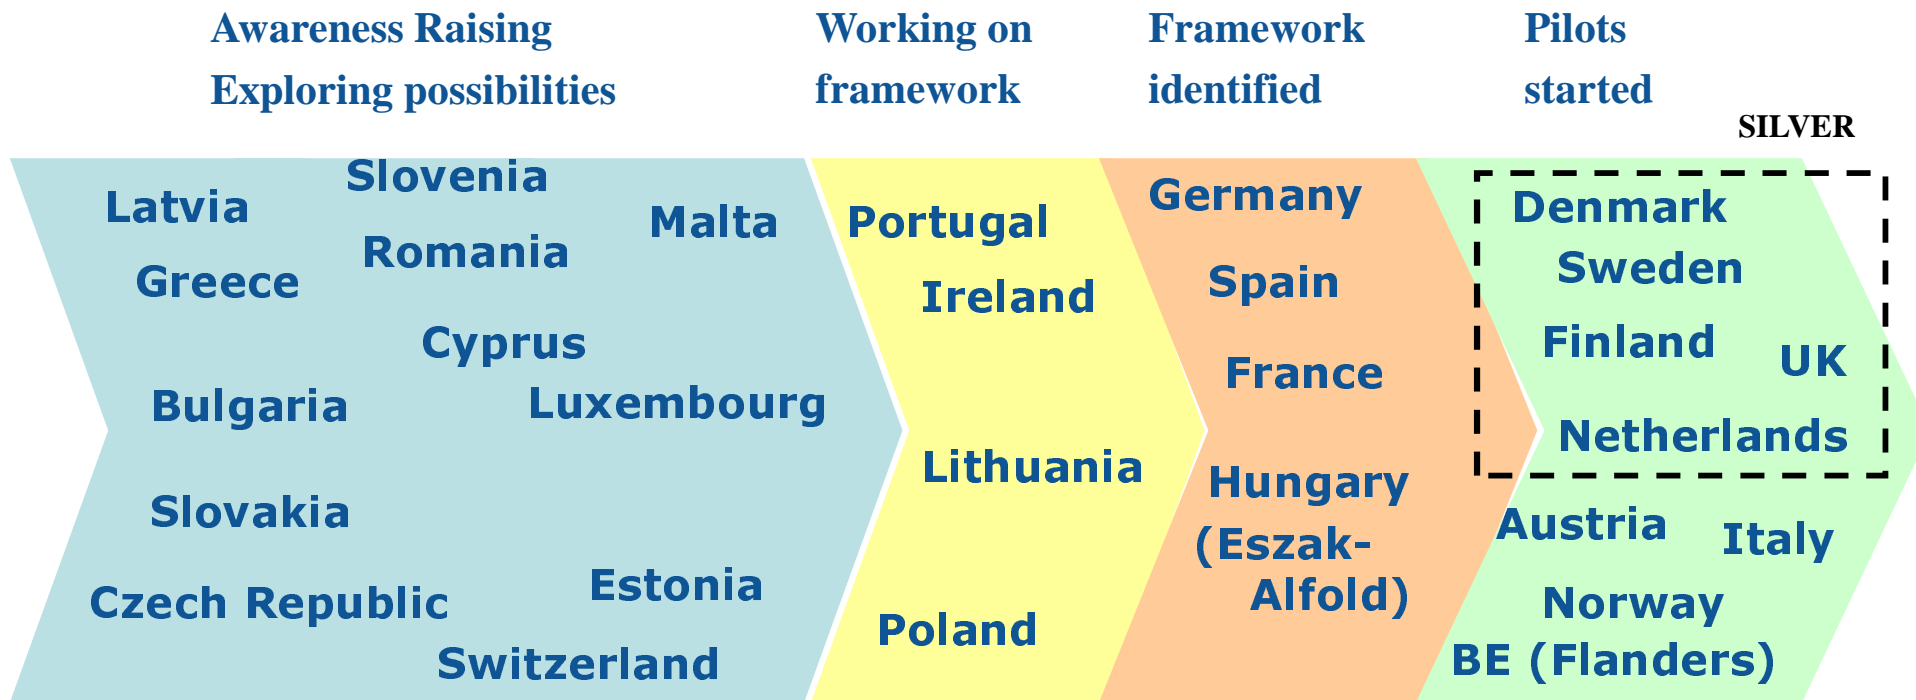 Awareness Raising
Exploring possibilities
Working on
framework
Framework
identified
Pilots
started
SILVER
Latvia
Slovenia
Malta
Romania
Greece
Cyprus
Bulgaria
Luxembourg
Slovakia
Estonia
Czech Republic
Switzerland
Portugal
Ireland
Lithuania
Poland
Germany
Spain
France
Hungary
(Eszak-
Alfold)
Denmark
Sweden
Finland
UK
Netherlands
Austria
Italy
Norway
BE (Flanders)